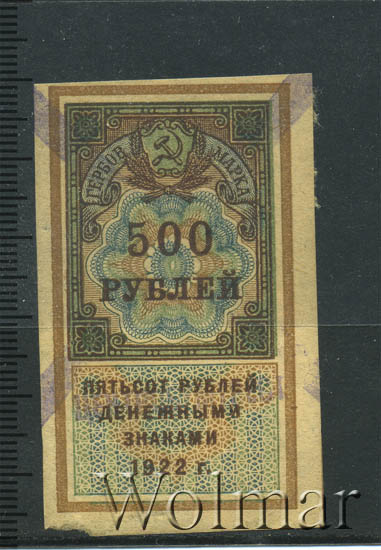 ГЕРБОВ. МАРКА
500
РУБЛЕЙ
ПЯТЬСОТ РУБЛЕЙ
ДЕНЕЖНЫМИ
ЗНАКАМИ
1922 г.
Wolmar